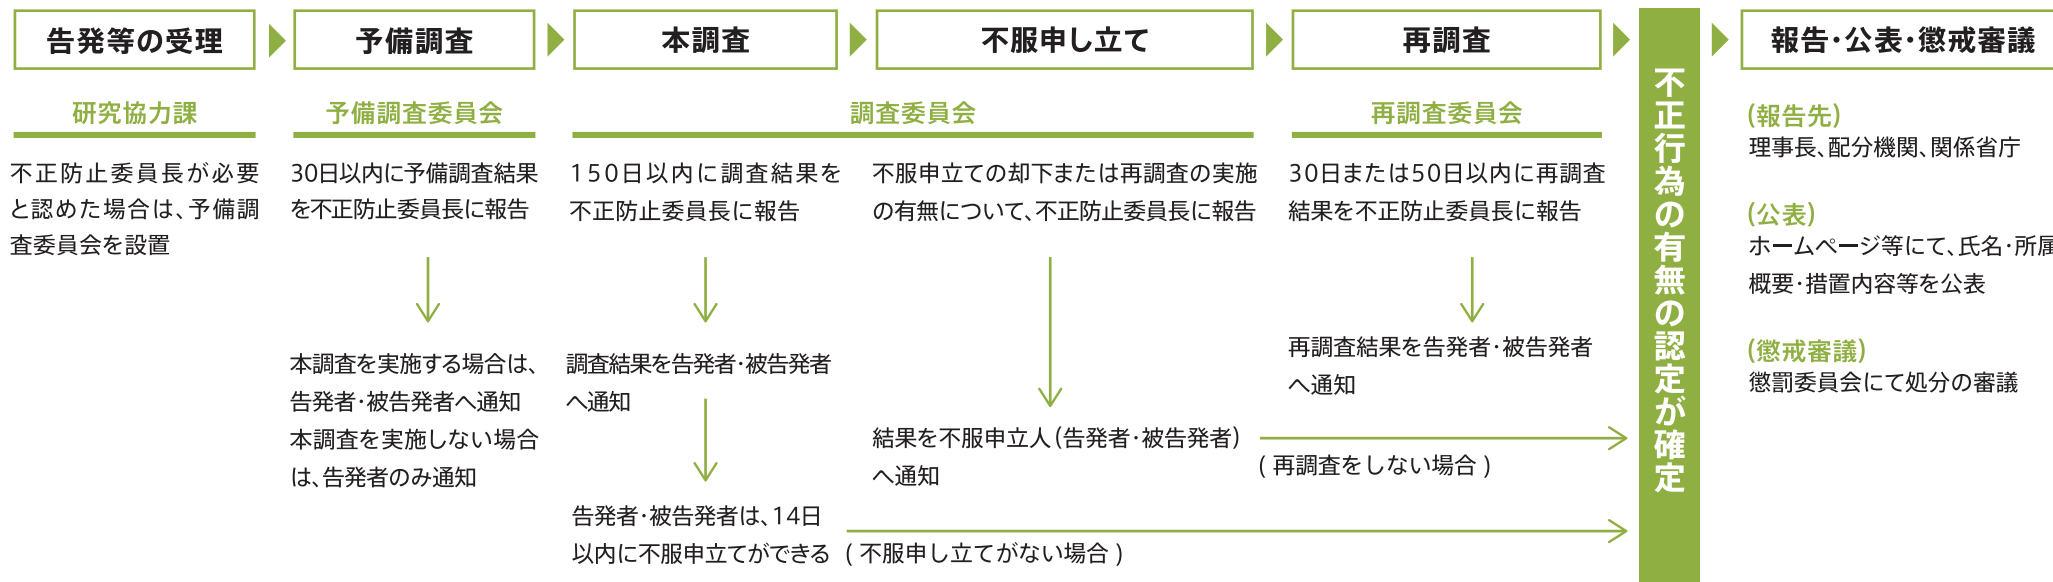 告発等の受理
研究協力課
不正防止委員長が必要
と認めた場合は、予備調
査委員会を設置
予備調査
予備調査委員会
30日以内に予備調査結果
を不正防止委員長に報告
本調査を実施する場合は、
告発者・被告発者へ通知
本調査を実施しない場合
は、告発者のみ通知
本調査
不服申し立て
調査委員会
150日以内に調査結果を
不正防止委員長に報告
調査結果を告発者・被告発者
へ通知
告発者・被告発者は、14日
以内に不服申立てができる
(不服申し立てがない場合)
不服申立ての却下または再調査の実施
の有無について、不正防止委員長に報告
結果を不服申立人(告発者・被告発者)
へ通知
(再調査をしない場合)
再調査
再調査委員会
30日または50日以内に再調査
結果を不正防止委員長に報告
再調査結果を告発者・被告発者
へ通知
不正行為の有無の認定が確定
報告・公表・懲戒審議
(報告先)
理事長、配分機関、関係省庁
(公表)
ホームページ等にて、氏名・所属
概要・措置内容等を公表
(懲戒審議)
懲罰委員会にて処分の審議